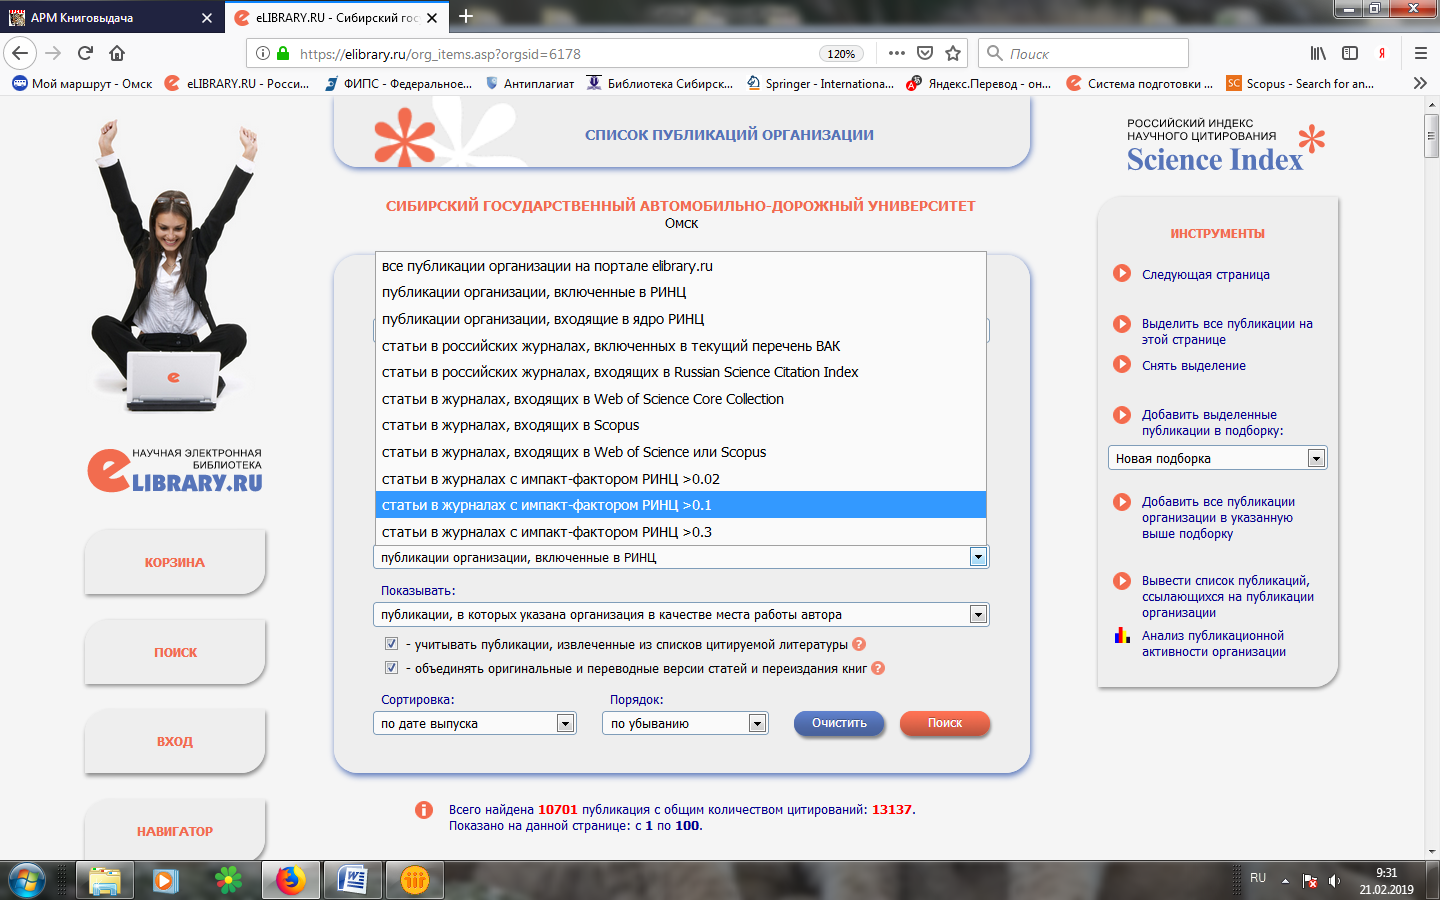 АРМ Книговыдача
eLIBRARY.RU - Сибирский гос
https://elibrary.ru/org_items.asp?orgsid=6178
120%
Поиск
Мой маршрут - Омск
eLIBRARY.RU - Росси...
ФИПС - Федеральное...
Антиплагиат
Библиотека Сибирск...
Springer - Internationa...
Яндекс.Перевод - он...
Система подготовки ...
Scopus - Search for an...
СПИСОК ПУБЛИКАЦИЙ ОРГАНИЗАЦИИ
СИБИРСКИЙ ГОСУДАРСТВЕННЫЙ АВТОМОБИЛЬНО-ДОРОЖНЫЙ УНИВЕРСИТЕТ
Омск
все публикации организации на портале elibrary.ru
публикации организации, включенные в РИНЦ
публикации организации, входящие в ядро РИНЦ
статьи в российских журналах, включенных в текущий перечень ВАК
статьи в российских журналах, входящих в Russian Science Citation Index
статьи в журналах, входящих в Web of Science Core Collection
статьи в журналах, входящих в Scopus
статьи в журналах, входящих в Web of Science или Scopus
статьи в журналах с импакт-фактором РИНЦ >0.02
статьи в журналах с импакт-фактором РИНЦ >0.1
статьи в журналах с импакт-фактором РИНЦ >0.3
публикации организации, включенные в РИНЦ
Показывать:
публикации, в которых указана организация в качестве места работы автора
- учитывать публикации, извлеченные из списков цитируемой литературы ?
- объединять оригинальные и переводные версии статей и переиздания книг ?
Сортировка:
Порядок:
по дате выпуска
по убыванию
Очистить
Поиск
Всего найдена 10701 публикация с общим количеством цитирований: 13137.
Показано на данной странице: с 1 по 100.
НАУЧНАЯ ЭЛЕКТРОННАЯ
БИБЛИОТЕКА
eLIBRARY.RU
КОРЗИНА
ПОИСК
ВХОД
НАВИГАТОР
РОССИЙСКИЙ ИНДЕКС
НАУЧНОГО ЦИТИРОВАНИЯ
Science Index
ИНСТРУМЕНТЫ
Следующая страница
Выделить все публикации на
этой странице
Снять выделение
Добавить выделенные
публикации в подборку:
Новая подборка
Добавить все публикации
организации в указанную
выше подборку
Вывести список публикаций,
ссылающихся на публикации
организации
Анализ публикационной
активности организации
RU
9:31
21.02.2019